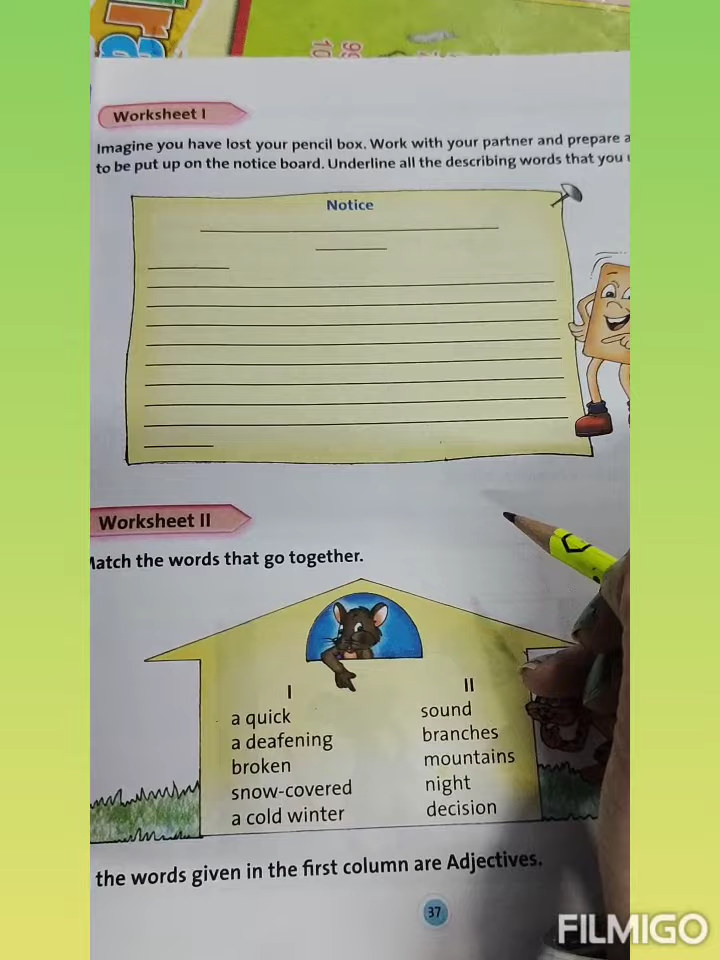 99
10
Worksheet I
Imagine you have lost your pencil box. Work with your partner and prepare a
to be put up on the notice board. Underline all the describing words that you
Notice
Worksheet II
Match the words that go together.
I II
a quick sound
a deafening branches
broken mountains
snow-covered night
a cold winter decision
the words given in the first column are Adjectives.
37
FILMIGO